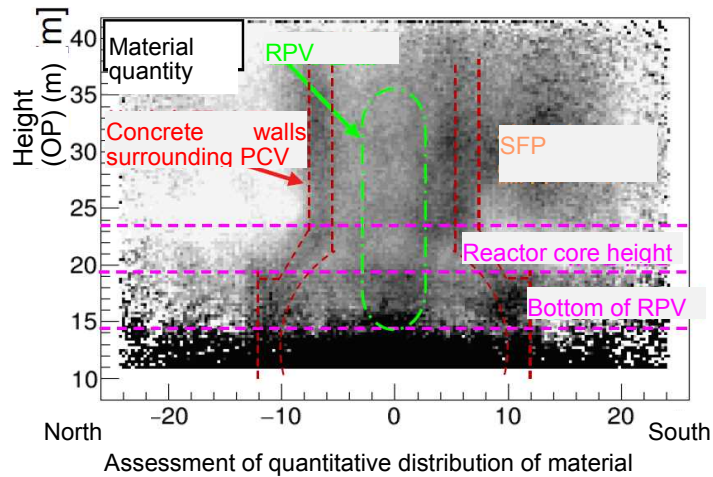 Height
(OP) (m) m]
40
35
30
25
20
15
10
Material
quantity
RPV
Concrete walls
surrounding PCV
SFP
Reactor core height
Bottom of RPV
−20
−10
0
10
20
North
South
Assessment of quantitative distribution of material